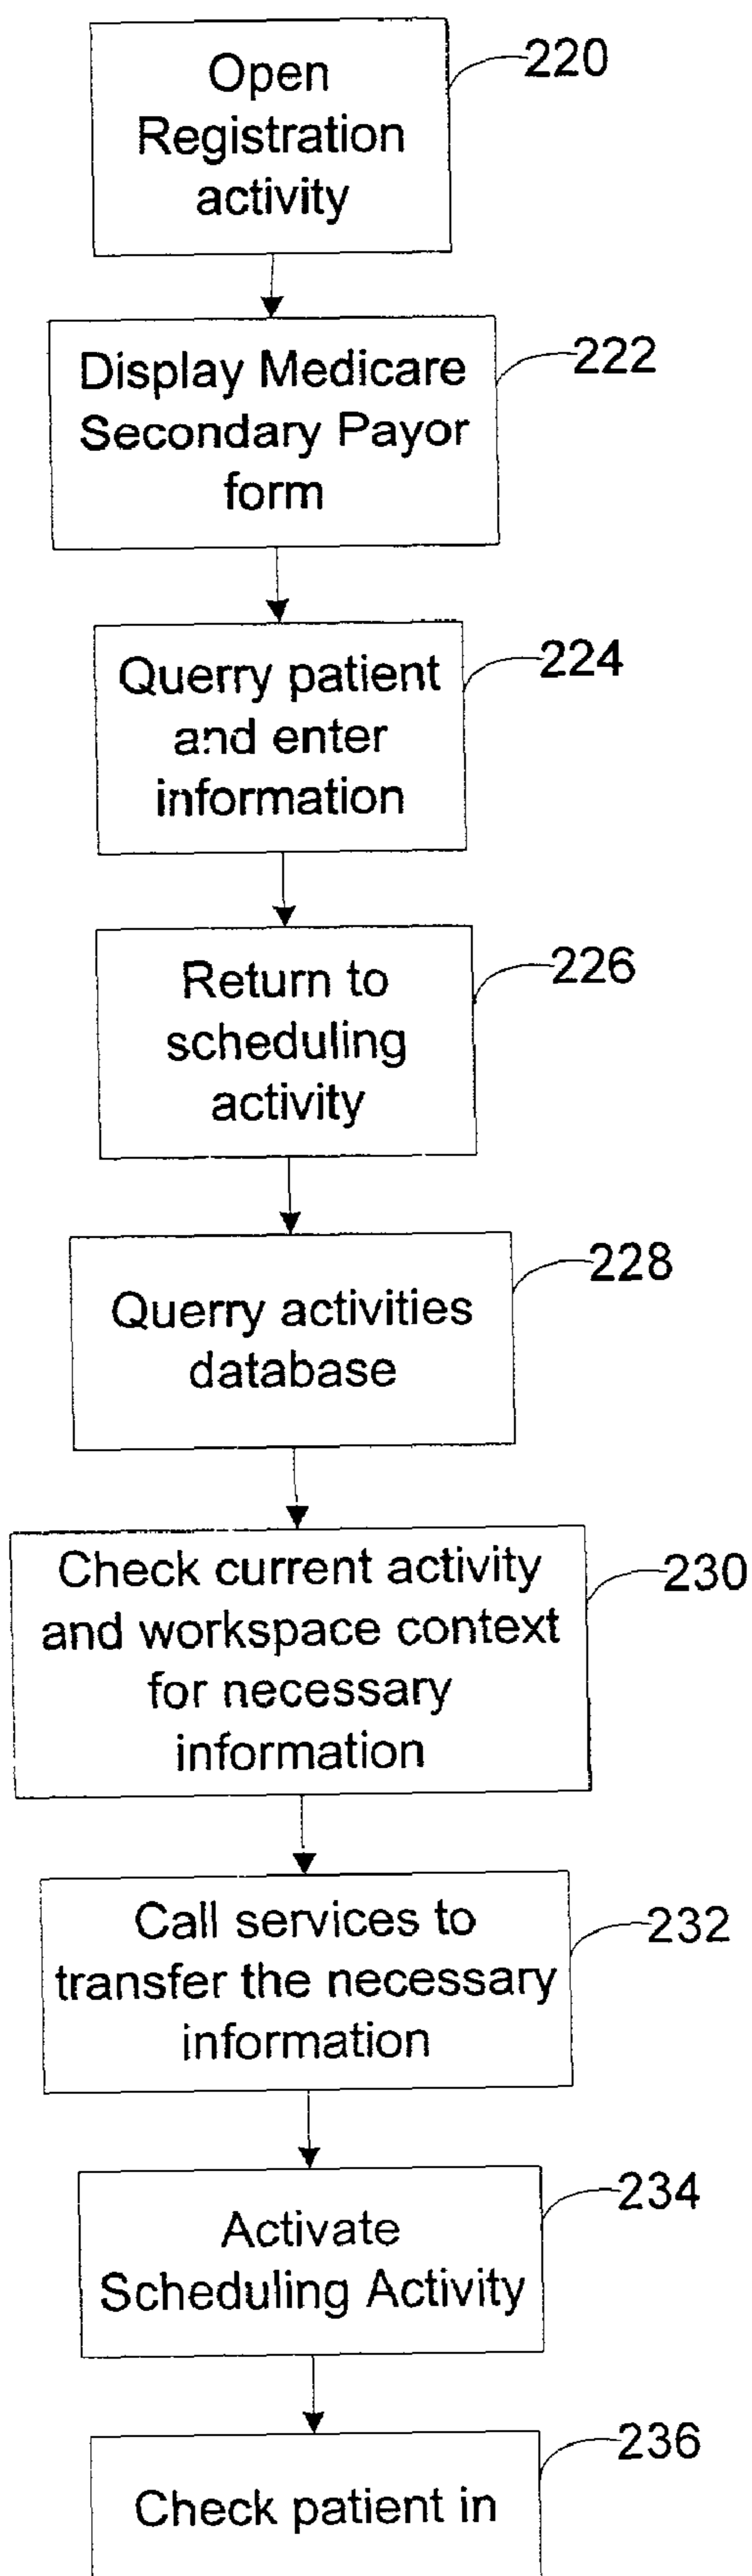 Open
Registration
activity
220
Display Medicare
Secondary Payor
form
222
Querry patient
and enter
information
224
Return to
scheduling
activity
226
Querry activities
database
228
Check current activity
and workspace context
for necessary
information
230
Call services to
transfer the necessary
information
232
Activate
Scheduling Activity
234
Check patient in
236